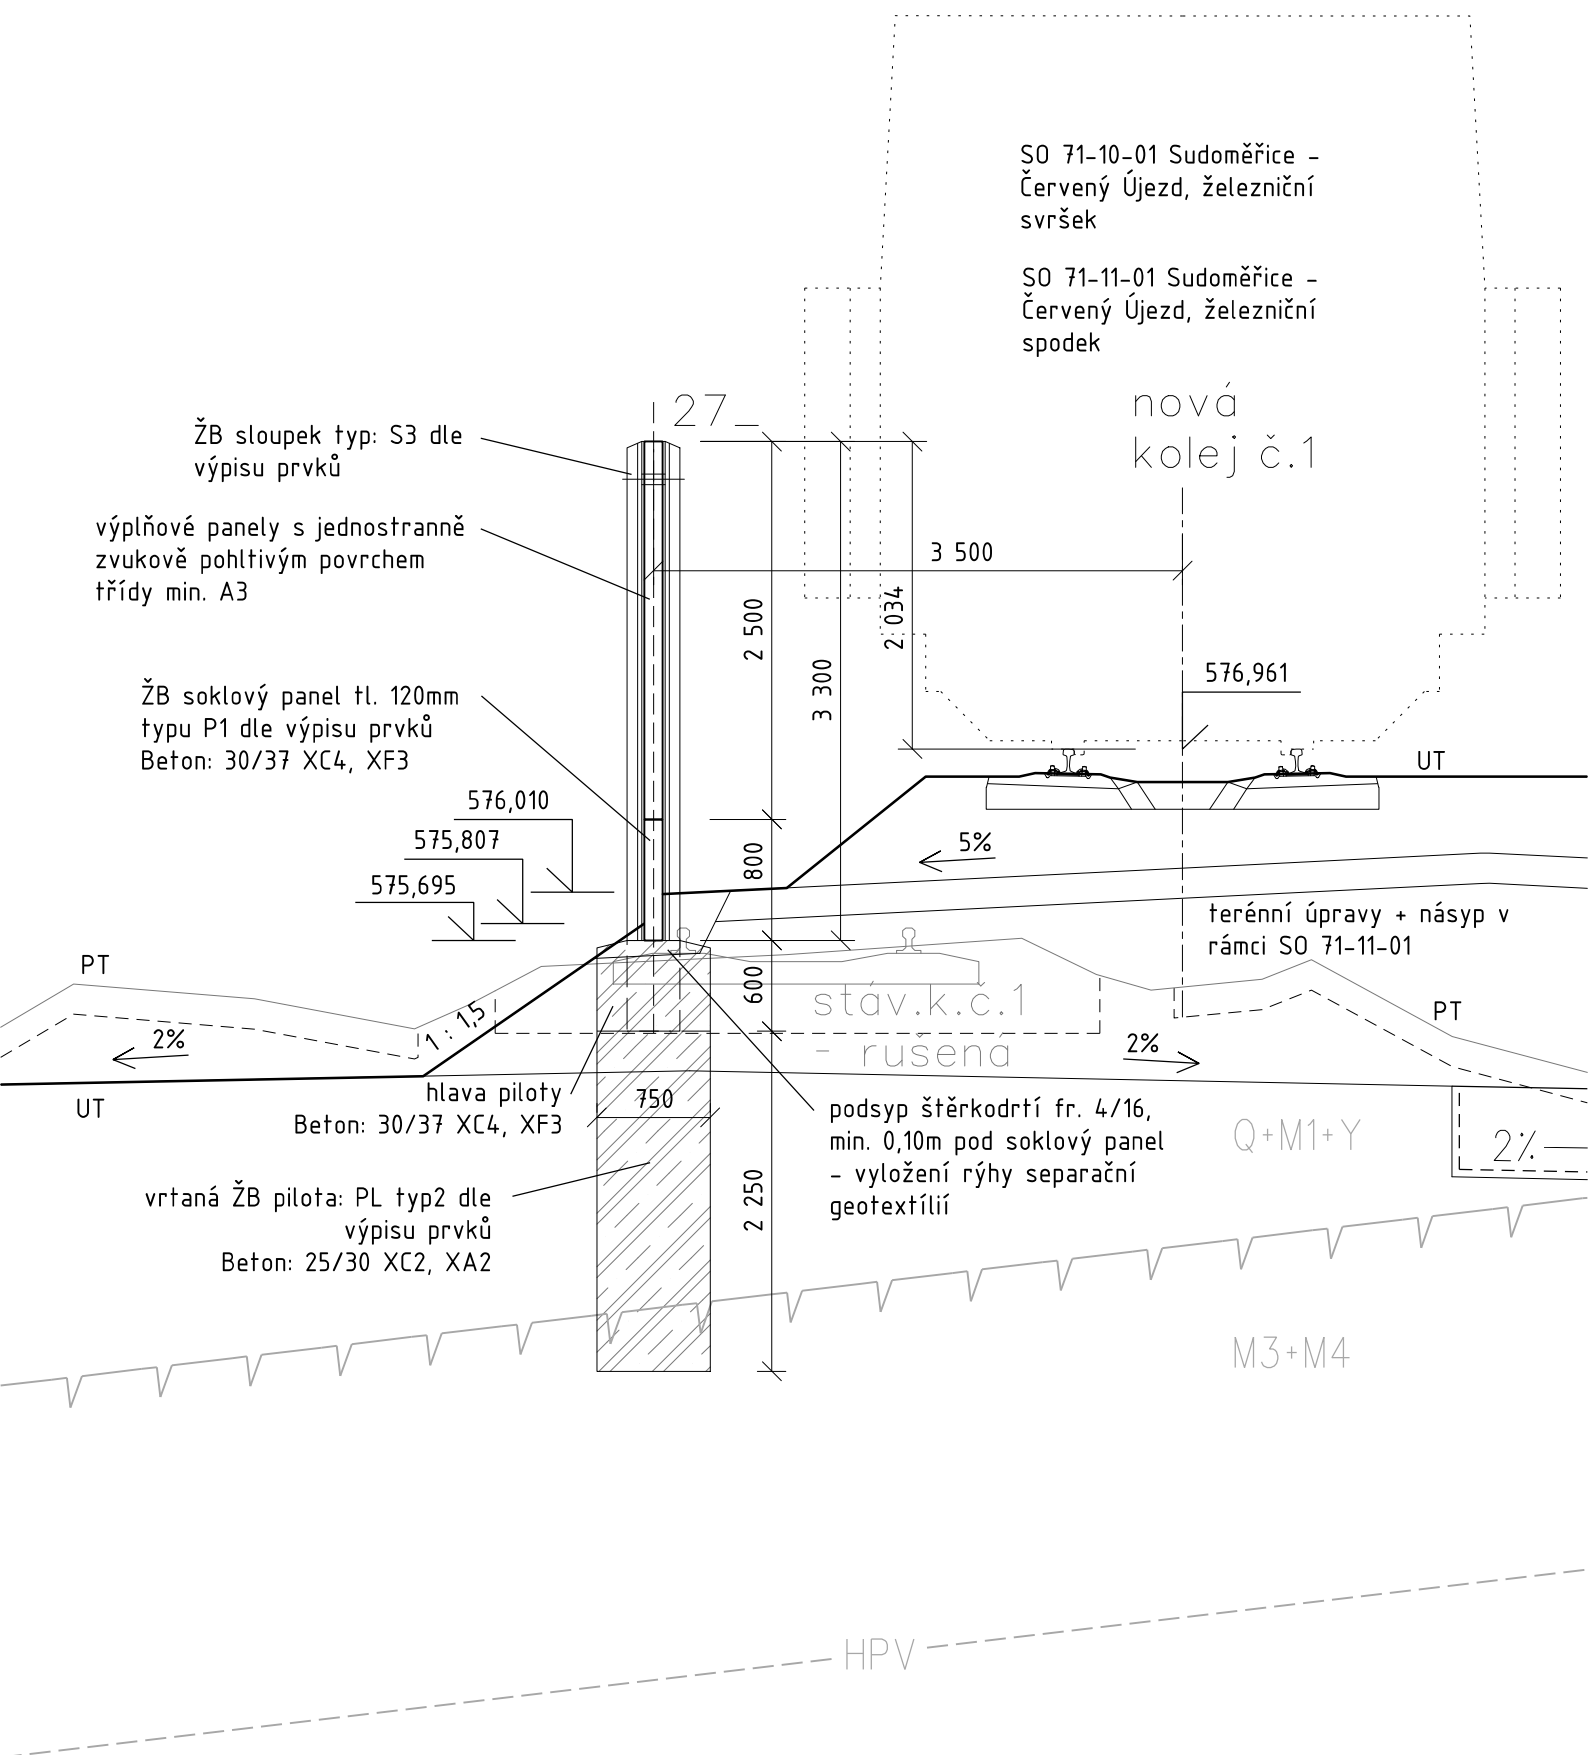 SO 71-10-01 Sudoměřice -
Červený Újezd, železniční
svršek
SO 71-11-01 Sudoměřice -
Červený Újezd, železniční
spodek
nová
kolej č.1
27_
ŽB sloupek typ: S3 dle
výpisu prvků
výplňové panely s jednostranně
zvukově pohltivým povrchem
třídy min. A3
3 500
2 500
3 300
2 034
576,961
ŽB soklový panel tl. 120mm
typu P1 dle výpisu prvků
Beton: 30/37 XC4, XF3
UT
576,010
575,807
575,695
800
5%
terénní úpravy + násyp v
rámci SO 71-11-01
PT
600
stáv.k.č.1
- rušená
PT
1 : 1,5
2%
2%
UT
hlava piloty
Beton: 30/37 XC4, XF3
750
podsyp štěrkodrtí fr. 4/16,
min. 0,10m pod soklový panel
- vyložení rýhy separační
geotextílií
Q+M1+Y
2%
vrtaná ŽB pilota: PL typ2 dle
výpisu prvků
Beton: 25/30 XC2, XA2
2 250
M3+M4
HPV